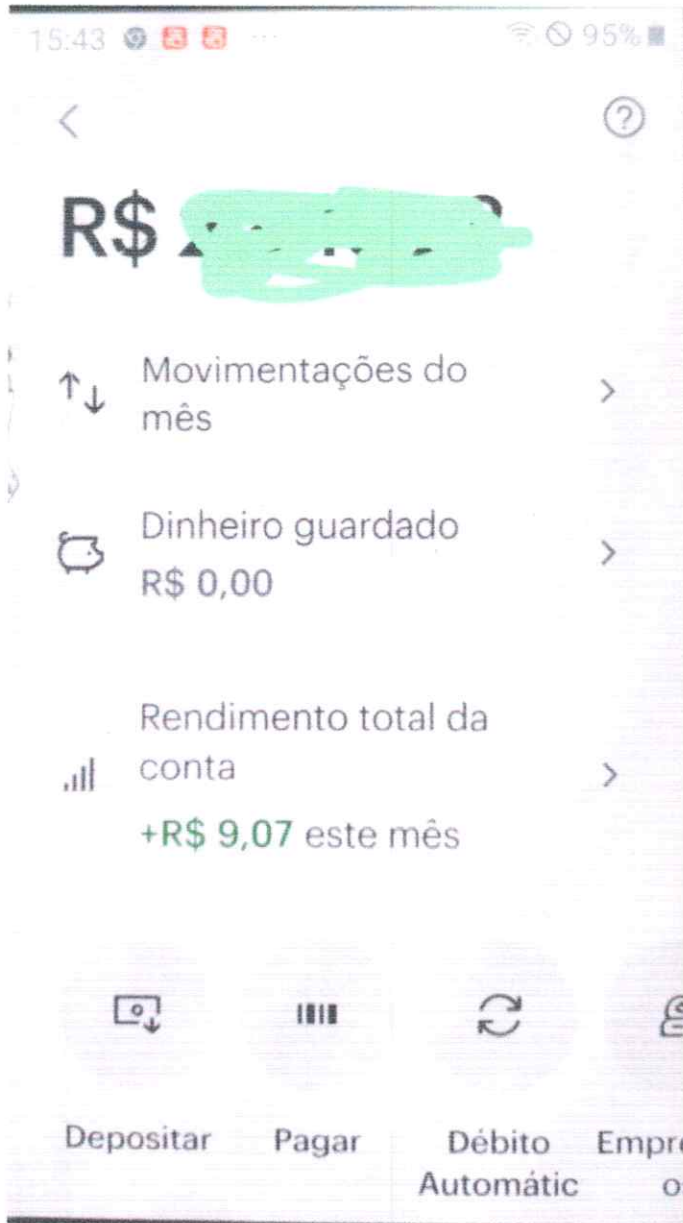 15:43 95%
R$
Movimentações do
mês
Dinheiro guardado
R$ 0,00
Rendimento total da
conta
+R$ 9,07 este mês
Depositar Pagar Débito Empre
Automátic o